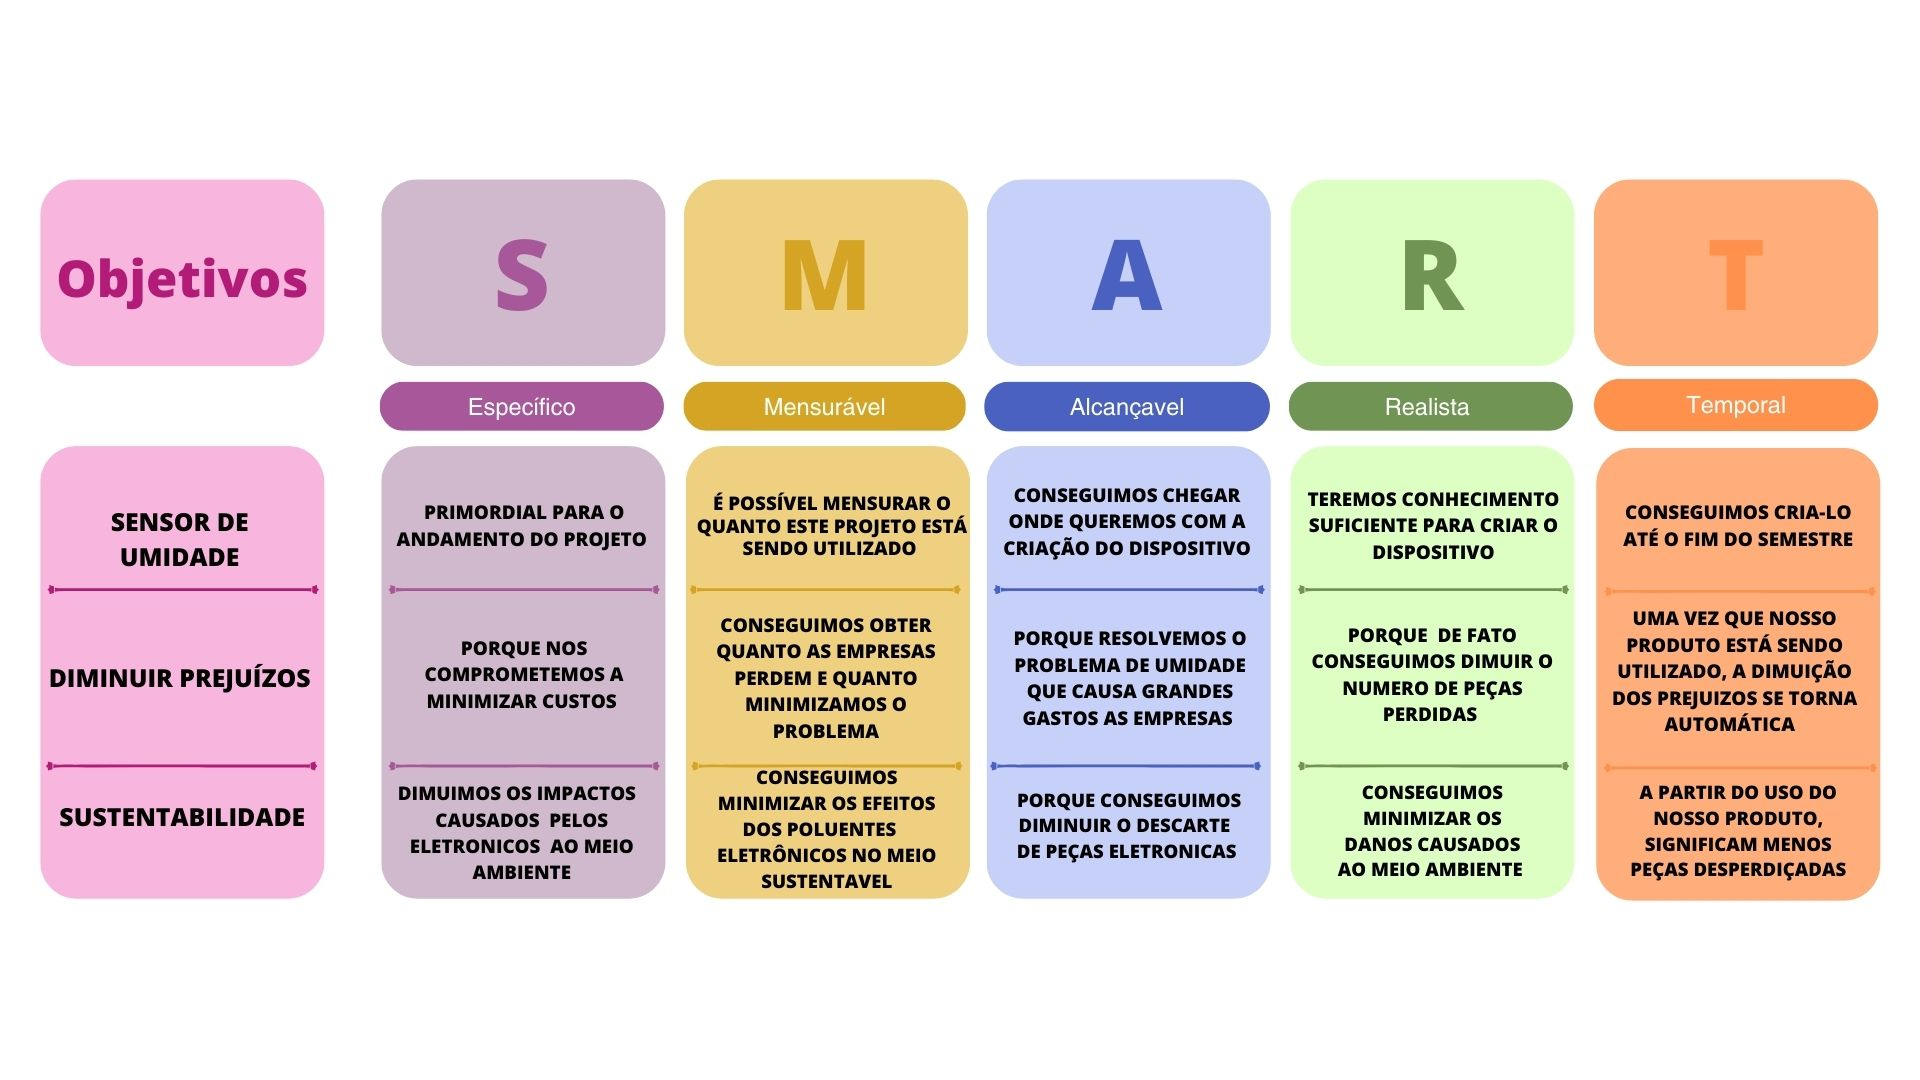 Objetivos
S
M
A
R
T
Específico
Mensurável
Alcançavel
Realista
Temporal
SENSOR DE
UMIDADE
PRIMORDIAL PARA O
ANDAMENTO DO PROJETO
É POSSÍVEL MENSURAR O
QUANTO ESTE PROJETO ESTÁ
SENDO UTILIZADO
CONSEGUIMOS CHEGAR
ONDE QUEREMOS COM A
CRIAÇÃO DO DISPOSITIVO
TEREMOS CONHECIMENTO
SUFICIENTE PARA CRIAR O
DISPOSITIVO
CONSEGUIMOS CRIA-LO
ATÉ O FIM DO SEMESTRE
DIMINUIR PREJUÍZOS
PORQUE NOS
COMPROMETEMOS A
MINIMIZAR CUSTOS
CONSEGUIMOS OBTER
QUANTO AS EMPRESAS
PERDEM E QUANTO
MINIMIZAMOS O
PROBLEMA
PORQUE RESOLVEMOS O
PROBLEMA DE UMIDADE
QUE CAUSA GRANDES
GASTOS AS EMPRESAS
PORQUE DE FATO
CONSEGUIMOS DIMUIR O
NUMERO DE PEÇAS
PERDIDAS
UMA VEZ QUE NOSSO
PRODUTO ESTÁ SENDO
UTILIZADO, A DIMUIÇÃO
DOS PREJUIZOS SE TORNA
AUTOMÁTICA
SUSTENTABILIDADE
DIMUIMOS OS IMPACTOS
CAUSADOS PELOS
ELETRONICOS AO MEIO
AMBIENTE
CONSEGUIMOS
MINIMIZAR OS EFEITOS
DOS POLUENTES
ELETRÔNICOS NO MEIO
SUSTENTAVEL
PORQUE CONSEGUIMOS
DIMINUIR O DESCARTE
DE PEÇAS ELETRONICAS
CONSEGUIMOS
MINIMIZAR OS
DANOS CAUSADOS
AO MEIO AMBIENTE
A PARTIR DO USO DO
NOSSO PRODUTO,
SIGNIFICAM MENOS
PEÇAS DESPERDIÇADAS